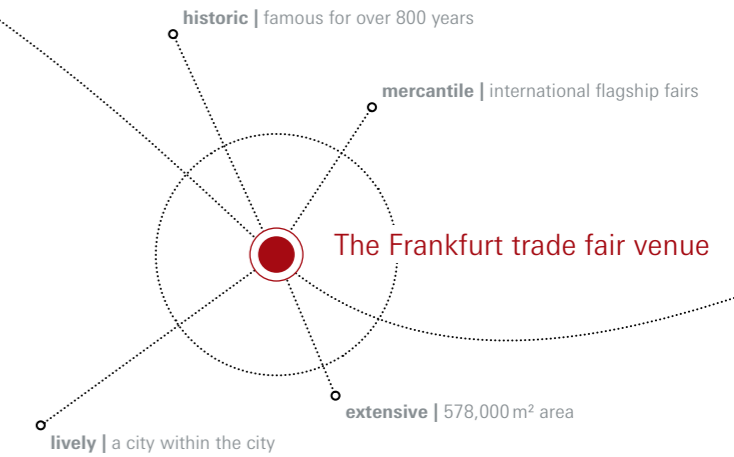 historic | famous for over 800 years
mercantile | international flagship fairs
The Frankfurt trade fair venue
extensive | 578,000 m² area
lively | a city within the city